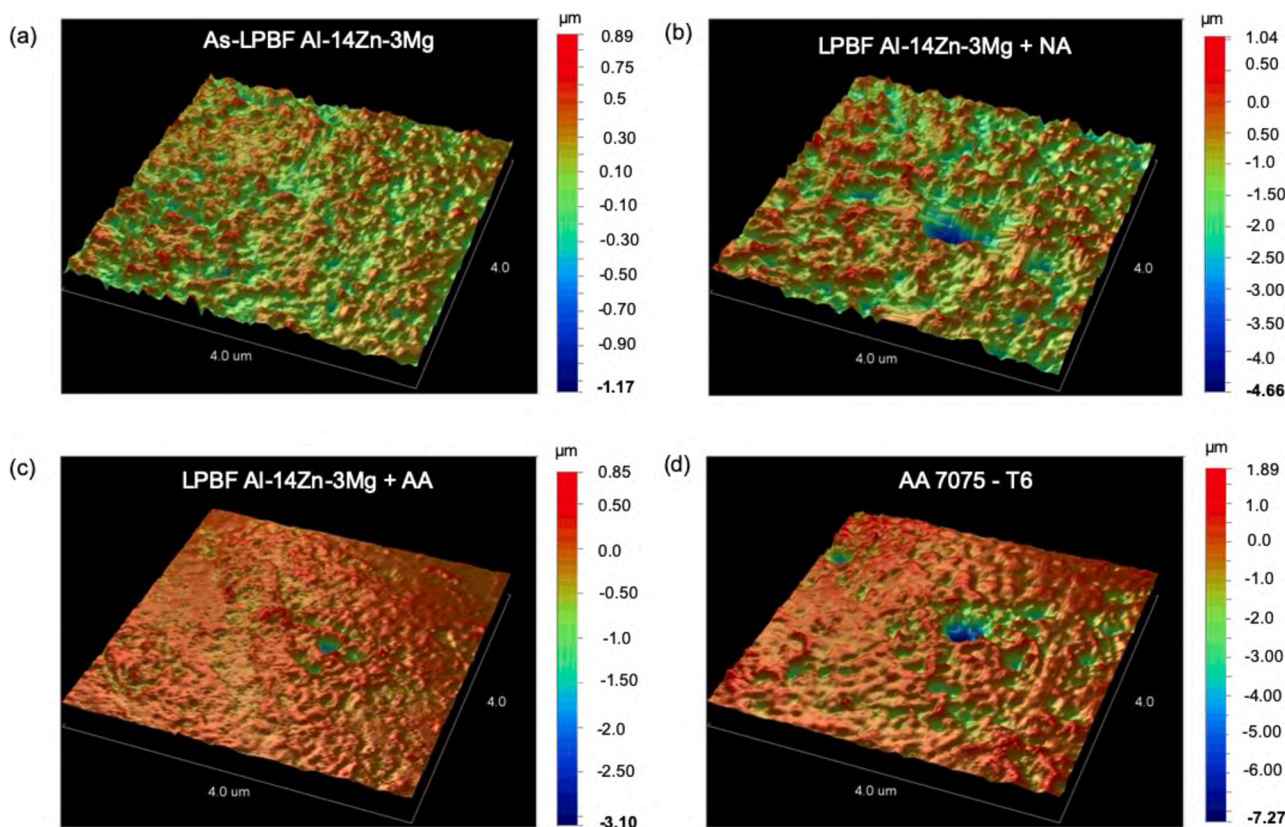 (a)
As-LPBF Al-14Zn-3Mg
4.0
4.0 um
µm
0.89
0.75
0.5
0.30
0.10
-0.10
-0.30
-0.50
-0.70
-0.90
-1.17
(b)
LPBF Al-14Zn-3Mg + NA
4.0
4.0 um
µm
1.04
0.50
0.0
0.50
-1.0
-1.50
-2.0
-3.00
-2.50
-4.0
-4.66
(c)
LPBF Al-14Zn-3Mg + AA
4.0
4.0 um
µm
0.85
0.50
0.0
-0.50
-1.0
-1.50
-2.0
-2.50
-3.10
(d)
AA 7075 - T6
4.0
4.0 um
µm
1.89
1.0
0.0
-1.0
-2.0
-3.0
-4.00
-5.00
-6.00
-7.27